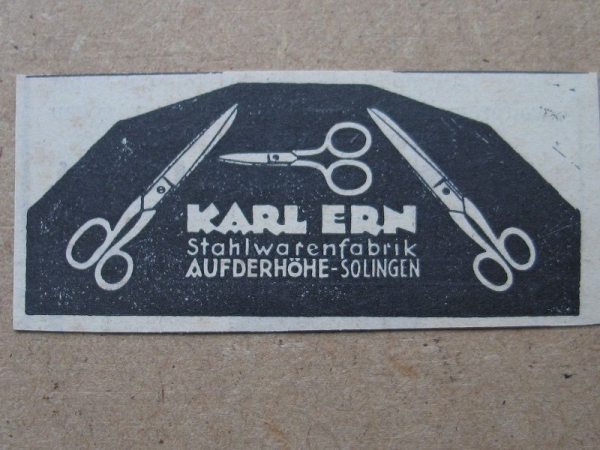 KARL ERN
Stahlwarenfabrik
AUFDERHÖHE-SOLINGEN